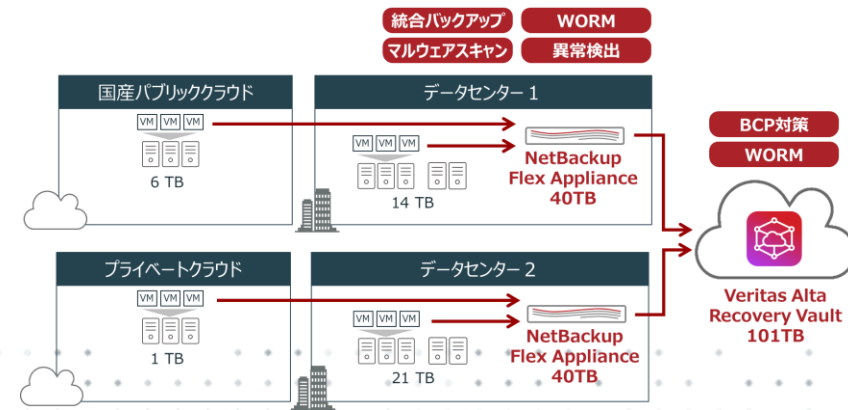 統合バックアップ
WORM
マルウェアスキャン
異常検出
国産パブリッククラウド
VM VM VM
6 TB
データセンター 1
VM VM VM
14 TB
NetBackup
Flex Appliance
40TB
プライベートクラウド
VM VM VM
1 TB
データセンター 2
VM VM VM
21 TB
NetBackup
Flex Appliance
40TB
BCP対策
WORM
Veritas Alta
Recovery Vault
101TB